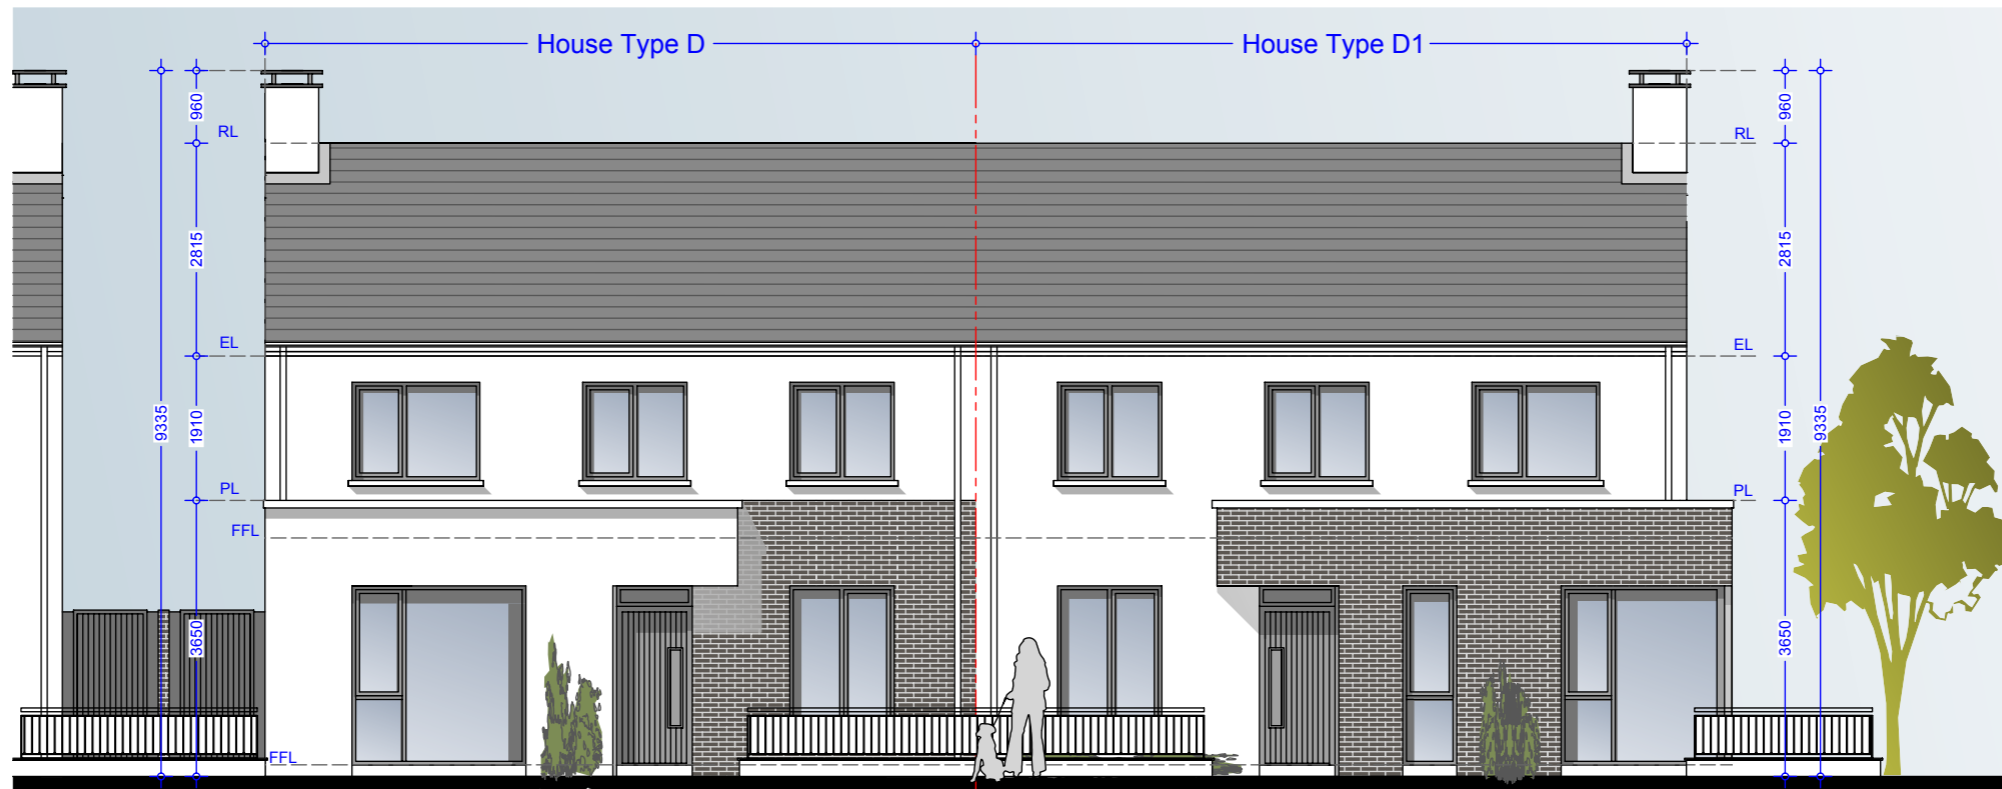 House Type D
House Type D1
960
960
RL
RL
2815
2815
EL
EL
9335
1910
1910
9335
PL
PL
FFL
3650
3650
FFL